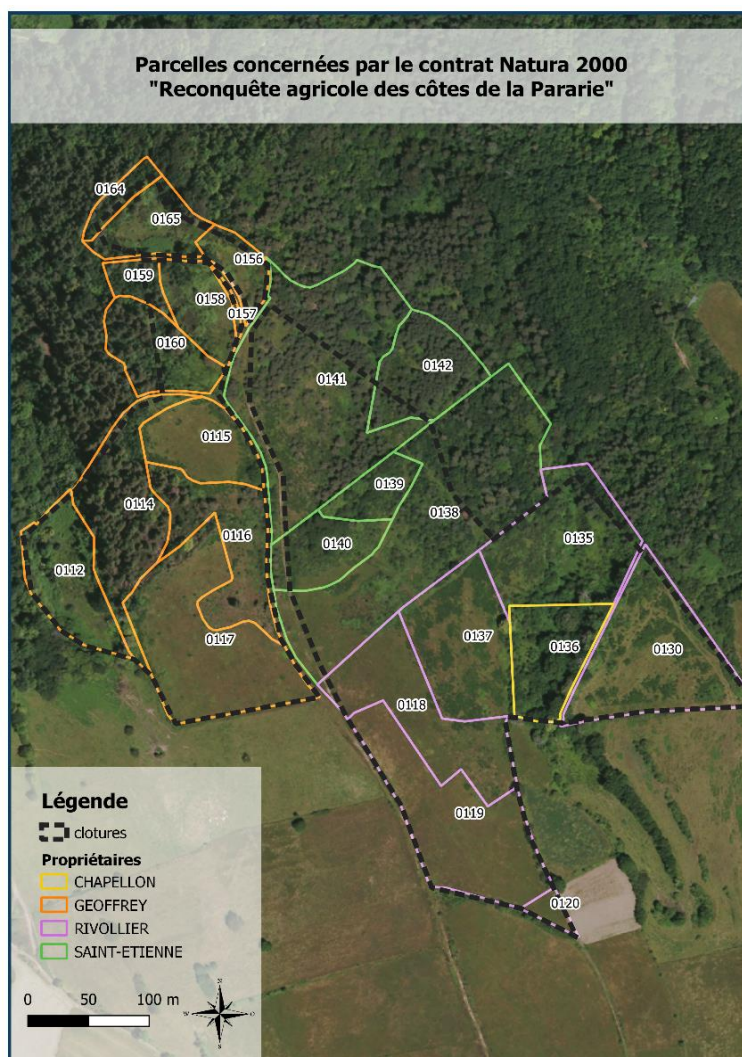 Parcelles concernées par le contrat Natura 2000
"Reconquête agricole des côtes de la Pararie"
0164
0165
0156
0159
0158
0157
0160
0141
0142
0115
0139
0114
0138
0116
0140
0135
0112
0117
0137
0136
0130
0118
0119
0120
Légende
clotures
Propriétaires
CHAPELLON
GEOFFREY
RIVOLLIER
SAINT-ETIENNE
0 50 100 m